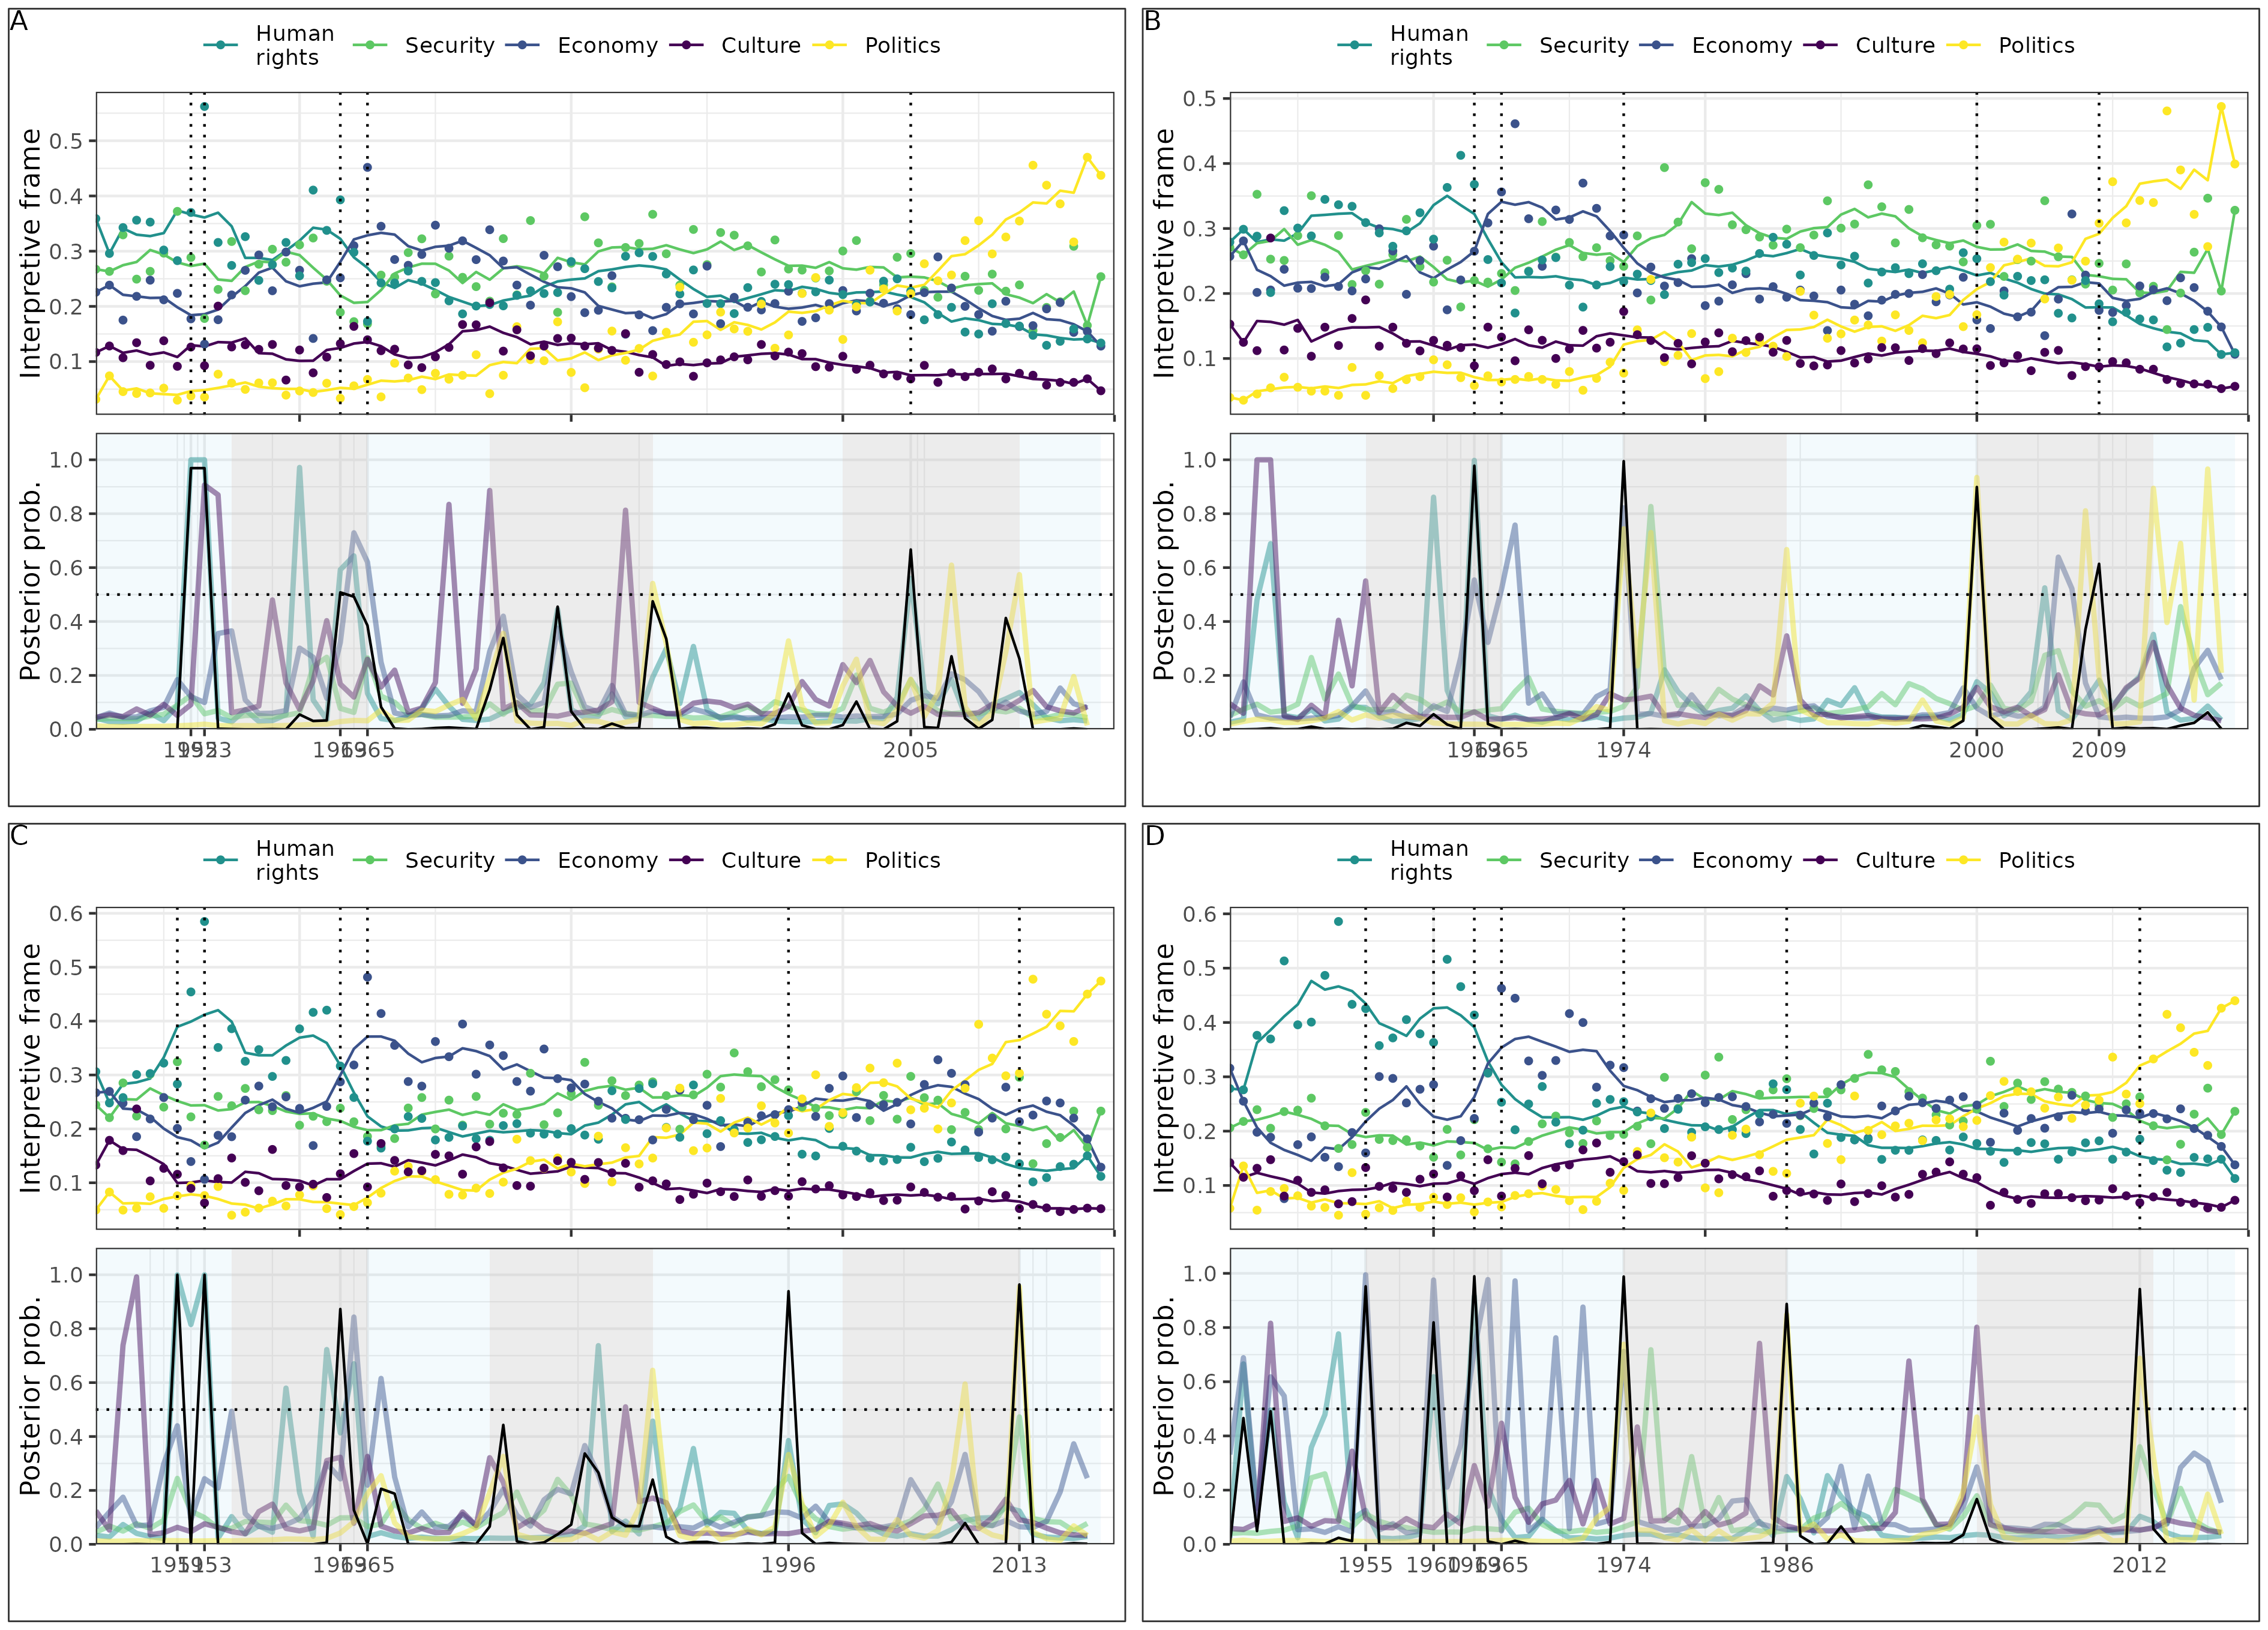 A
Human
rights
Security
Economy
Culture
Politics
Interpretive frame
0.5
0.4
0.3
0.2
0.1
Posterior prob.
1.0
0.8
0.6
0.4
0.2
0.0
2005
B
Human
rights
Security
Economy
Culture
Politics
Interpretive frame
0.5
0.4
0.3
0.2
0.1
Posterior prob.
1.0
0.8
0.6
0.4
0.2
0.0
1974
2000
2009
C
Human
rights
Security
Economy
Culture
Politics
Interpretive frame
0.6
0.5
0.4
0.3
0.2
0.1
Posterior prob.
1.0
0.8
0.6
0.4
0.2
0.0
1996
2013
D
Human
rights
Security
Economy
Culture
Politics
Interpretive frame
0.6
0.5
0.4
0.3
0.2
0.1
Posterior prob.
1.0
0.8
0.6
0.4
0.2
0.0
1955
1974
1986
2012